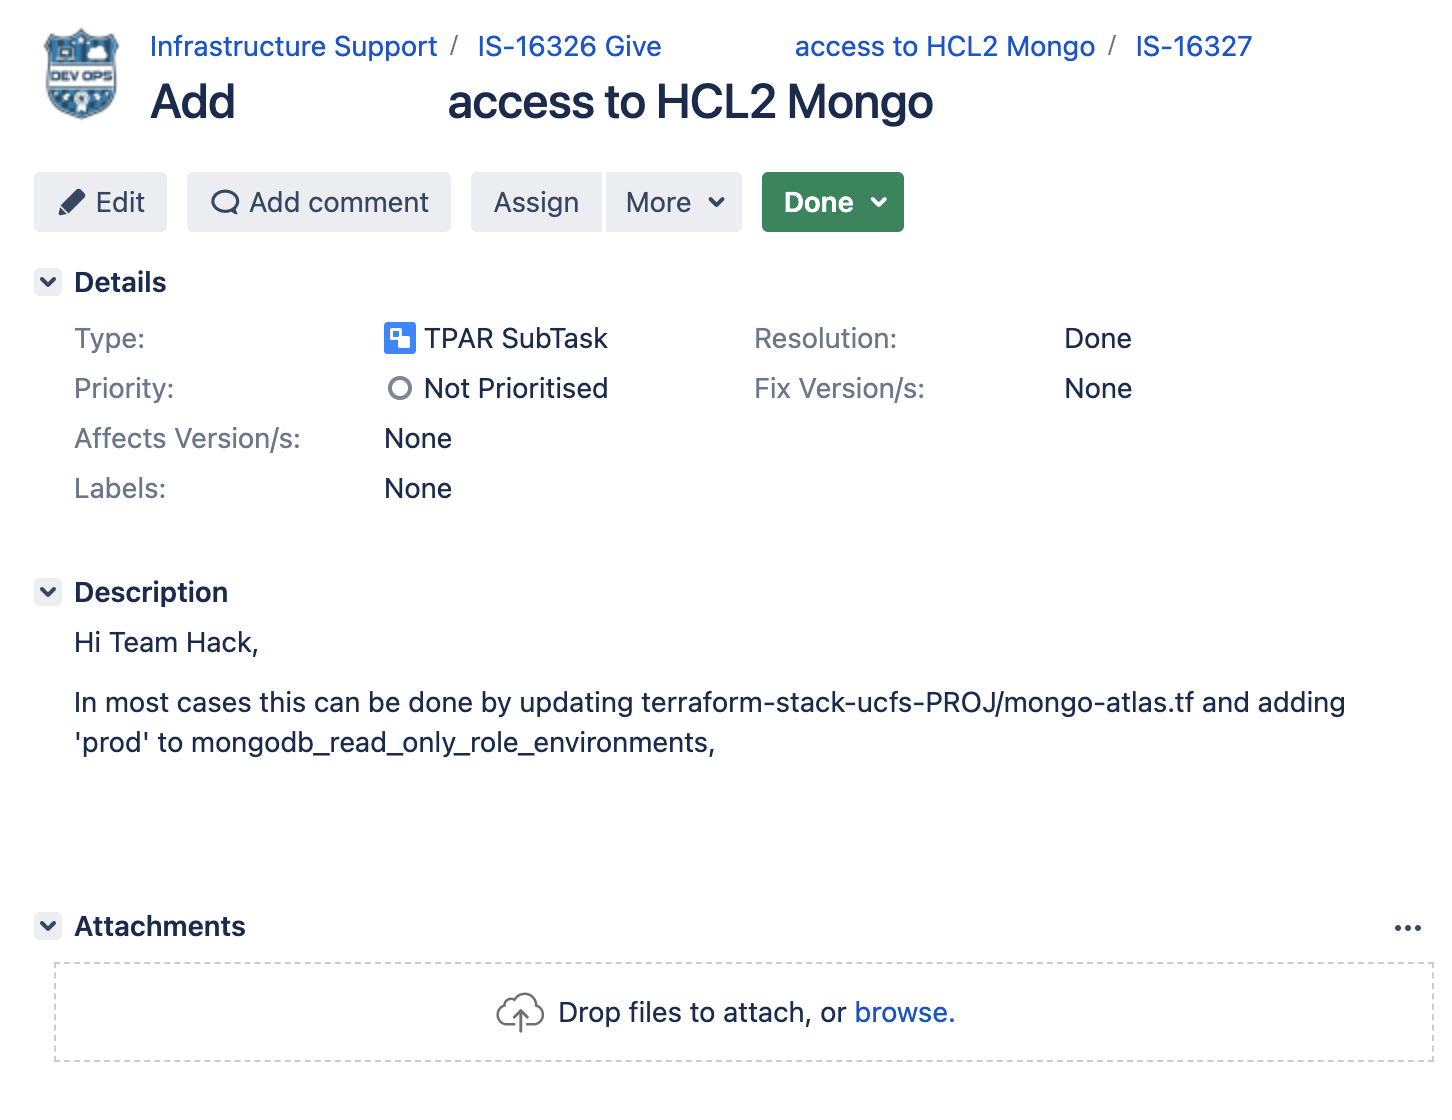 DEV OPS
Infrastructure Support / IS-16326 Give access to HCL2 Mongo / IS-16327
Add access to HCL2 Mongo
Edit Add comment Assign More Done
Details
Type: TPAR SubTask Resolution: Done
Priority: Not Prioritised Fix Version/s: None
Affects Version/s: None
Labels: None
Description
Hi Team Hack,
In most cases this can be done by updating terraform-stack-ucfs-PROJ/mongo-atlas.tf and adding
'prod' to mongodb_read_only_role_environments,
Attachments
Drop files to attach, or browse.